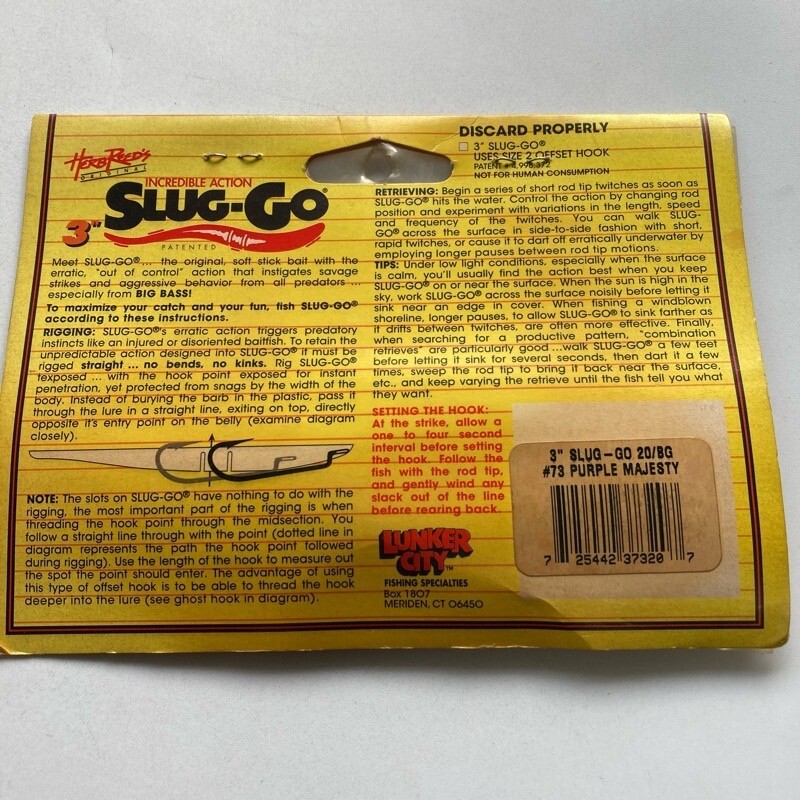 HERB REED'S
ORIGINAL
INCREDIBLE ACTION
3" SLUG-GO®
PATENTED
Meet SLUG-GO®... the original, soft stick bait with the
erratic, "out of control" action that instigates savage
strikes and aggressive behavior from all predators ...
especially from BIG BASS!
To maximize your catch and your fun, fish SLUG-GO®
according to these instructions.
RIGGING: SLUG-GO®'s erratic action triggers predatory
instincts like an injured or disoriented baitfish. To retain the
unpredictable action designed into SLUG-GO® it must be
rigged straight ... no bends, no kinks. Rig SLUG-GO®
Texposed ... with the hook point exposed for instant
penetration, yet protected from snags by the width of the
body. Instead of burying the barb in the plastic, pass it
through the lure in a straight line, exiting on top, directly
opposite it's entry point on the belly (examine diagram
closely).
NOTE: The slots on SLUG-GO® have nothing to do with the
rigging, the most important part of the rigging is when
threading the hook point through the midsection. You
follow a straight line through with the point (dotted line in
diagram represents the path the hook point followed
during rigging). Use the length of the hook to measure out
the spot the point should enter. The advantage of using
this type of offset hook is to be able to thread the hook
deeper into the lure (see ghost hook in diagram).
DISCARD PROPERLY
3" SLUG-GO®
USES SIZE 2 OFFSET HOOK
PATENT # 4,998,372
NOT FOR HUMAN CONSUMPTION
RETRIEVING: Begin a series of short rod tip twitches as soon as
SLUG-GO® hits the water. Control the action by changing rod
position and experiment with variations in the length, speed
and frequency of the twitches. You can walk SLUG-
GO® across the surface in side-to-side fashion with short,
rapid twitches, or cause it to dart off erratically underwater by
employing longer pauses between rod tip motions.
TIPS: Under low light conditions, especially when the surface
is calm, you'll usually find the action best when you keep
SLUG-GO® on or near the surface. When the sun is high in the
sky, work SLUG-GO® across the surface noisily before letting it
sink near an edge in cover. When fishing a windblown
shoreline, longer pauses, to allow SLUG-GO® to sink farther as
it drifts between twitches, are often more effective. Finally,
when searching for a productive pattern, "combination
retrieves" are particularly good ...walk SLUG-GO® a few feet
before letting it sink for several seconds, then dart it a few
times, sweep the rod tip to bring it back near the surface,
etc., and keep varying the retrieve until the fish tell you what
they want.
SETTING THE HOOK:
At the strike, allow a
one to four second
interval before setting
the hook. Follow the
fish with the rod tip,
and gently wind any
slack out of the line
before rearing back.
LUNKER
CITY™
FISHING SPECIALTIES
Box 1807
MERIDEN, CT 06450
3" SLUG-GO 20/BG
#73 PURPLE MAJESTY
7 25442 37320 7